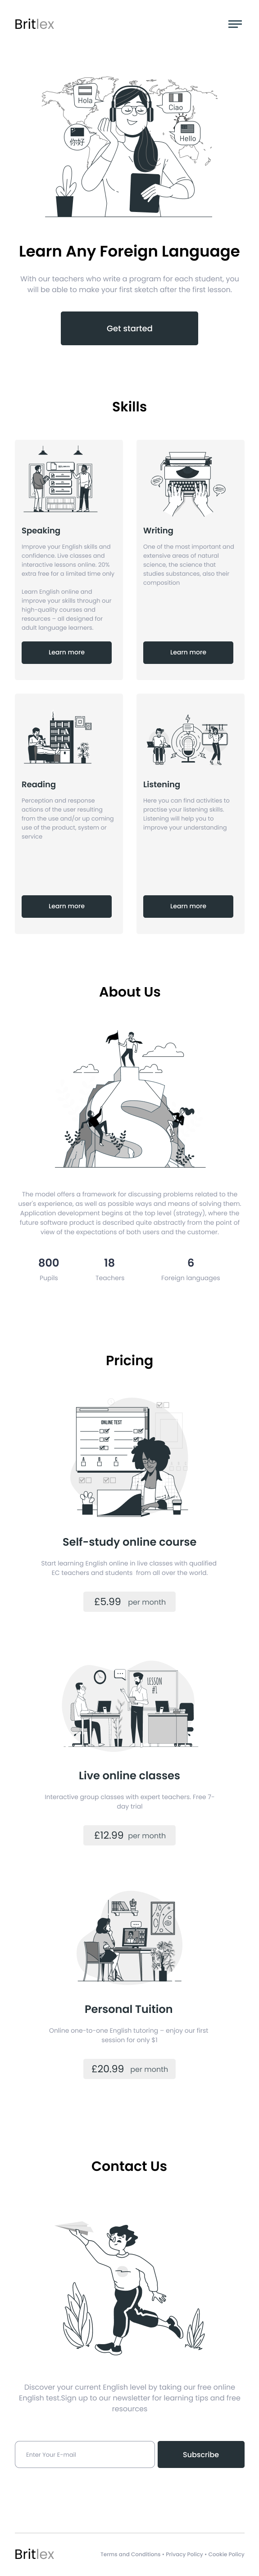 Britlex
Hola
Ciao
你好
Hello
Learn Any Foreign Language
With our teachers who write a program for each student, you
will be able to make your first sketch after the first lesson.
Get started
Skills
Speaking
Improve your English skills and
confidence. Live classes and
interactive lessons online. 20%
extra free for a limited time only
Learn English online and
improve your skills through our
high-quality courses and
resources – all designed for
adult language learners.
Learn more
Writing
One of the most important and
extensive areas of natural
science, the science that
studies substances, also their
composition
Learn more
Reading
Perception and response
actions of the user resulting
from the use and/or up coming
use of the product, system or
service
Learn more
Listening
Here you can find activities to
practise your listening skills.
Listening will help you to
improve your understanding
Learn more
About Us
The model offers a framework for discussing problems related to the
user's experience, as well as possible ways and means of solving them.
Application development begins at the top level (strategy), where the
future software product is described quite abstractly from the point of
view of the expectations of both users and the customer.
800 18 6
Pupils Teachers Foreign languages
Pricing
ONLINE TEST
Self-study online course
Start learning English online in live classes with qualified
EC teachers and students from all over the world.
£5.99 per month
LESSON
#1
Live online classes
Interactive group classes with expert teachers. Free 7-
day trial
£12.99 per month
Personal Tuition
Online one-to-one English tutoring – enjoy our first
session for only $1
£20.99 per month
Contact Us
Discover your current English level by taking our free online
English test.Sign up to our newsletter for learning tips and free
resources
Enter Your E-mail
Subscribe
Britlex
Terms and Conditions • Privacy Policy • Cookie Policy